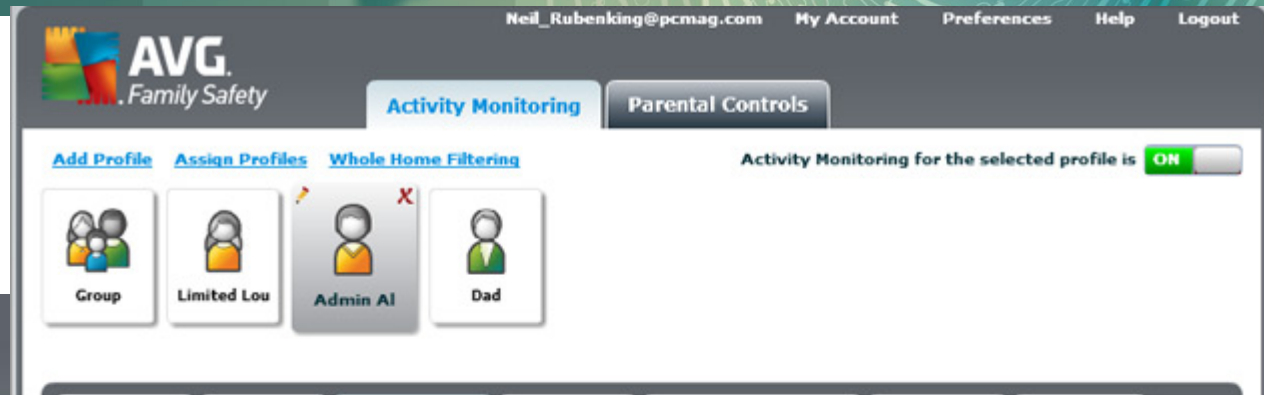 Neil_Rubenking@pcmag.com My Account Preferences Help Logout
AVG.
Family Safety
Activity Monitoring Parental Controls
Add Profile Assign Profiles Whole Home Filtering Activity Monitoring for the selected profile is ON
X
Group Limited Lou Admin Al Dad